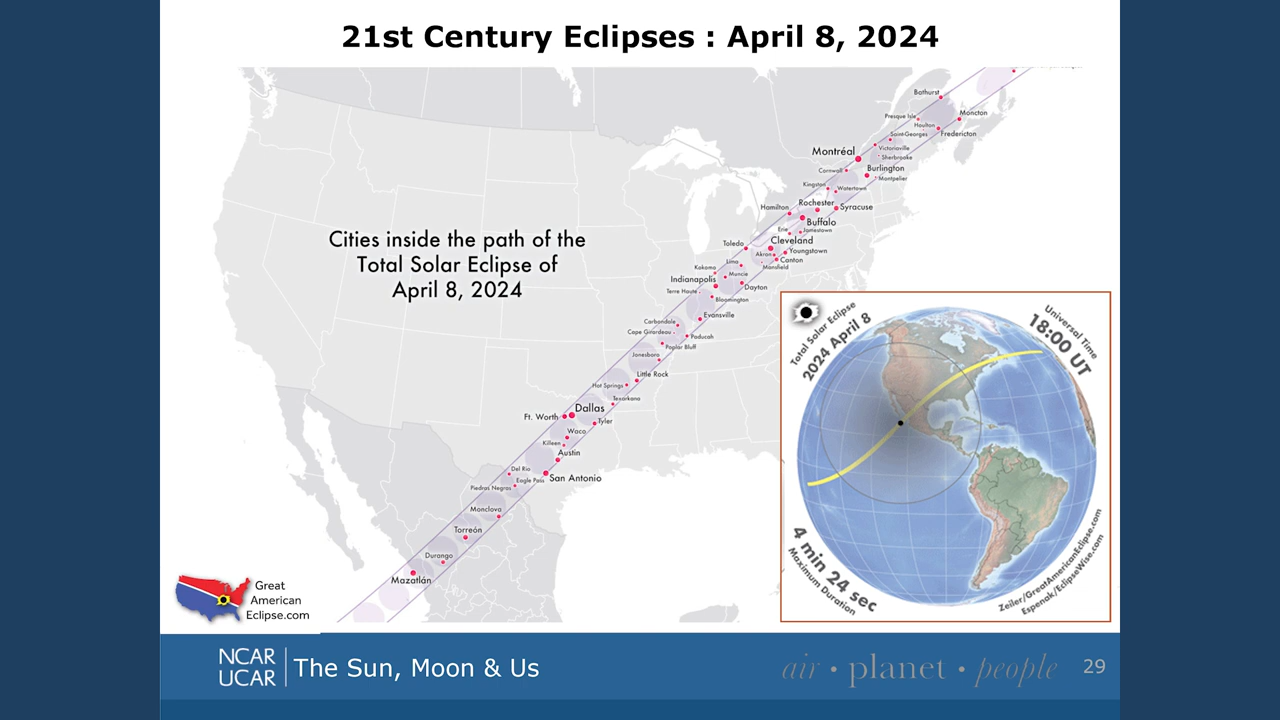 21st Century Eclipses : April 8, 2024
Cities inside the path of the
Total Solar Eclipse of
April 8, 2024
Bathurst
Presque Isle
Moncton
Houlton
Fredericton
Saint-Georges
Montréal
Victoriaville
Sherbrooke
Cornwall
Burlington
Montpelier
Kingston
Watertown
Rochester
Hamilton
Syracuse
Buffalo
Erie
Jamestown
Toledo
Cleveland
Akron
Youngstown
Lima
Canton
Kokomo
Mansfield
Muncie
Indianapolis
Dayton
Terre Haute
Bloomington
Evansville
Carbondale
Cape Girardeau
Paducah
Poplar Bluff
Jonesboro
Little Rock
Hot Springs
Texarkana
Dallas
Ft. Worth
Tyler
Waco
Killeen
Austin
Del Rio
San Antonio
Eagle Pass
Piedras Negras
Monclova
Torreón
Durango
Mazatlán
Total Solar Eclipse
2024 April 8
Universal Time
18:00 UT
4 min 24 sec
Maximum Duration
Zeiler/GreatAmericanEclipse.com
Espenak/EclipseWise.com
Great
American
Eclipse.com
NCAR
UCAR
The Sun, Moon & Us
air • planet • people
29